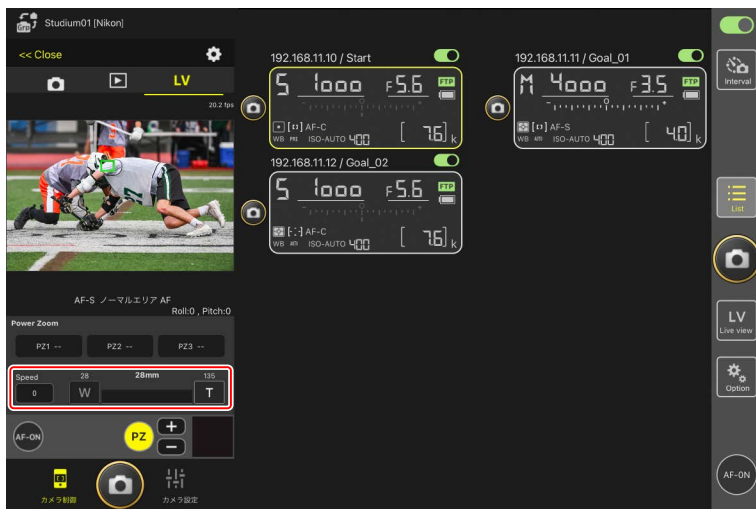 Grp Studium01 [Nikon]
<< Close
LV
20.2 fps
AF-S ノーマルエリア AF
Roll:0 , Pitch:0
Power Zoom
PZ1 -- PZ2 -- PZ3 --
Speed 28 28mm 135
0 W T
AF-ON PZ + −
カメラ制御 カメラ設定
192.168.11.10 / Start
S 1000 F5.6 FTP
[ 7.6] k
AF-C
WB ISO-AUTO 400
192.168.11.11 / Goal_01
M 4000 F3.5 FTP
[ 4.0] k
AF-S
WB ISO-AUTO 400
192.168.11.12 / Goal_02
S 1000 F5.6 FTP
[ 7.6] k
AF-C
WB ISO-AUTO 400
Interval
List
LV
Live view
Option
AF-ON